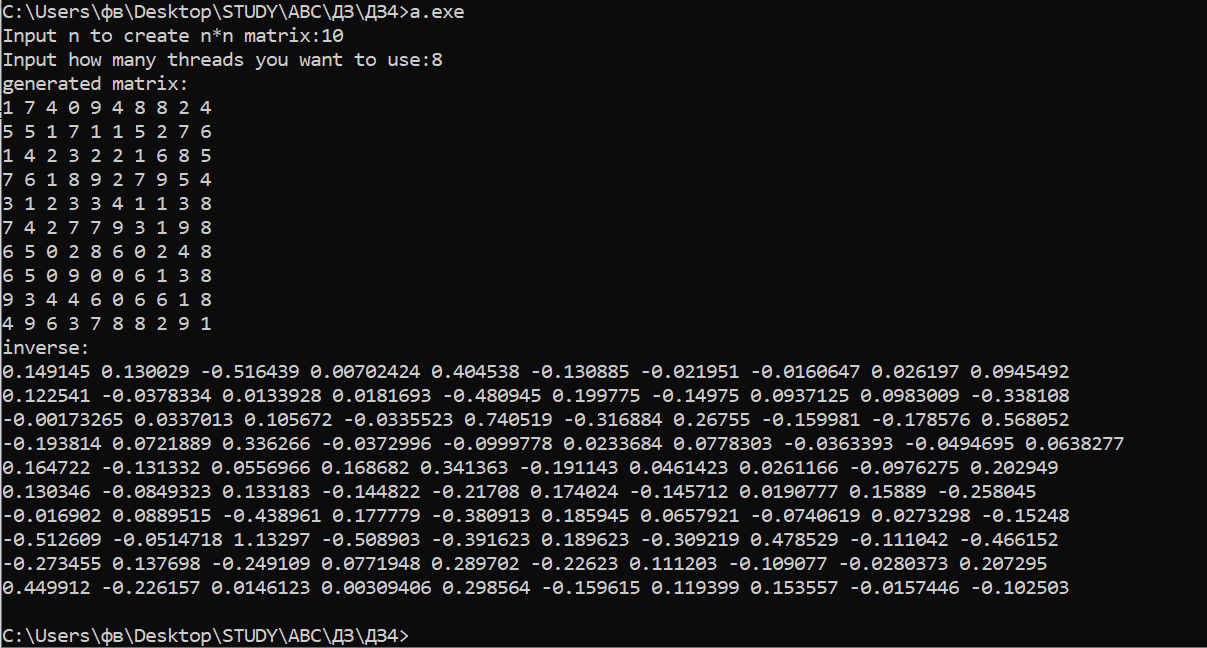 C:\Users\фв\Desktop\STUDY\ABC\ДЗ\ДЗ4>a.exe
Input n to create n*n matrix:10
Input how many threads you want to use:8
generated matrix:
1 7 4 0 9 4 8 8 2 4
5 5 1 7 1 1 5 2 7 6
1 4 2 3 2 2 1 6 8 5
7 6 1 8 9 2 7 9 5 4
3 1 2 3 3 4 1 1 3 8
7 4 2 7 7 9 3 1 9 8
6 5 0 2 8 6 0 2 4 8
6 5 0 9 0 0 6 1 3 8
9 3 4 4 6 0 6 6 1 8
4 9 6 3 7 8 8 2 9 1
inverse:
0.149145 0.130029 -0.516439 0.00702424 0.404538 -0.130885 -0.021951 -0.0160647 0.026197 0.0945492
0.122541 -0.0378334 0.0133928 0.0181693 -0.480945 0.199775 -0.14975 0.0937125 0.0983009 -0.338108
-0.00173265 0.0337013 0.105672 -0.0335523 0.740519 -0.316884 0.26755 -0.159981 -0.178576 0.568052
-0.193814 0.0721889 0.336266 -0.0372996 -0.0999778 0.0233684 0.0778303 -0.0363393 -0.0494695 0.0638277
0.164722 -0.131332 0.0556966 0.168682 0.341363 -0.191143 0.0461423 0.0261166 -0.0976275 0.202949
0.130346 -0.0849323 0.133183 -0.144822 -0.21708 0.174024 -0.145712 0.0190777 0.15889 -0.258045
-0.016902 0.0889515 -0.438961 0.177779 -0.380913 0.185945 0.0657921 -0.0740619 0.0273298 -0.15248
-0.512609 -0.0514718 1.13297 -0.508903 -0.391623 0.189623 -0.309219 0.478529 -0.111042 -0.466152
-0.273455 0.137698 -0.249109 0.0771948 0.289702 -0.22623 0.111203 -0.109077 -0.0280373 0.207295
0.449912 -0.226157 0.0146123 0.00309406 0.298564 -0.159615 0.119399 0.153557 -0.0157446 -0.102503
C:\Users\фв\Desktop\STUDY\ABC\ДЗ\ДЗ4>